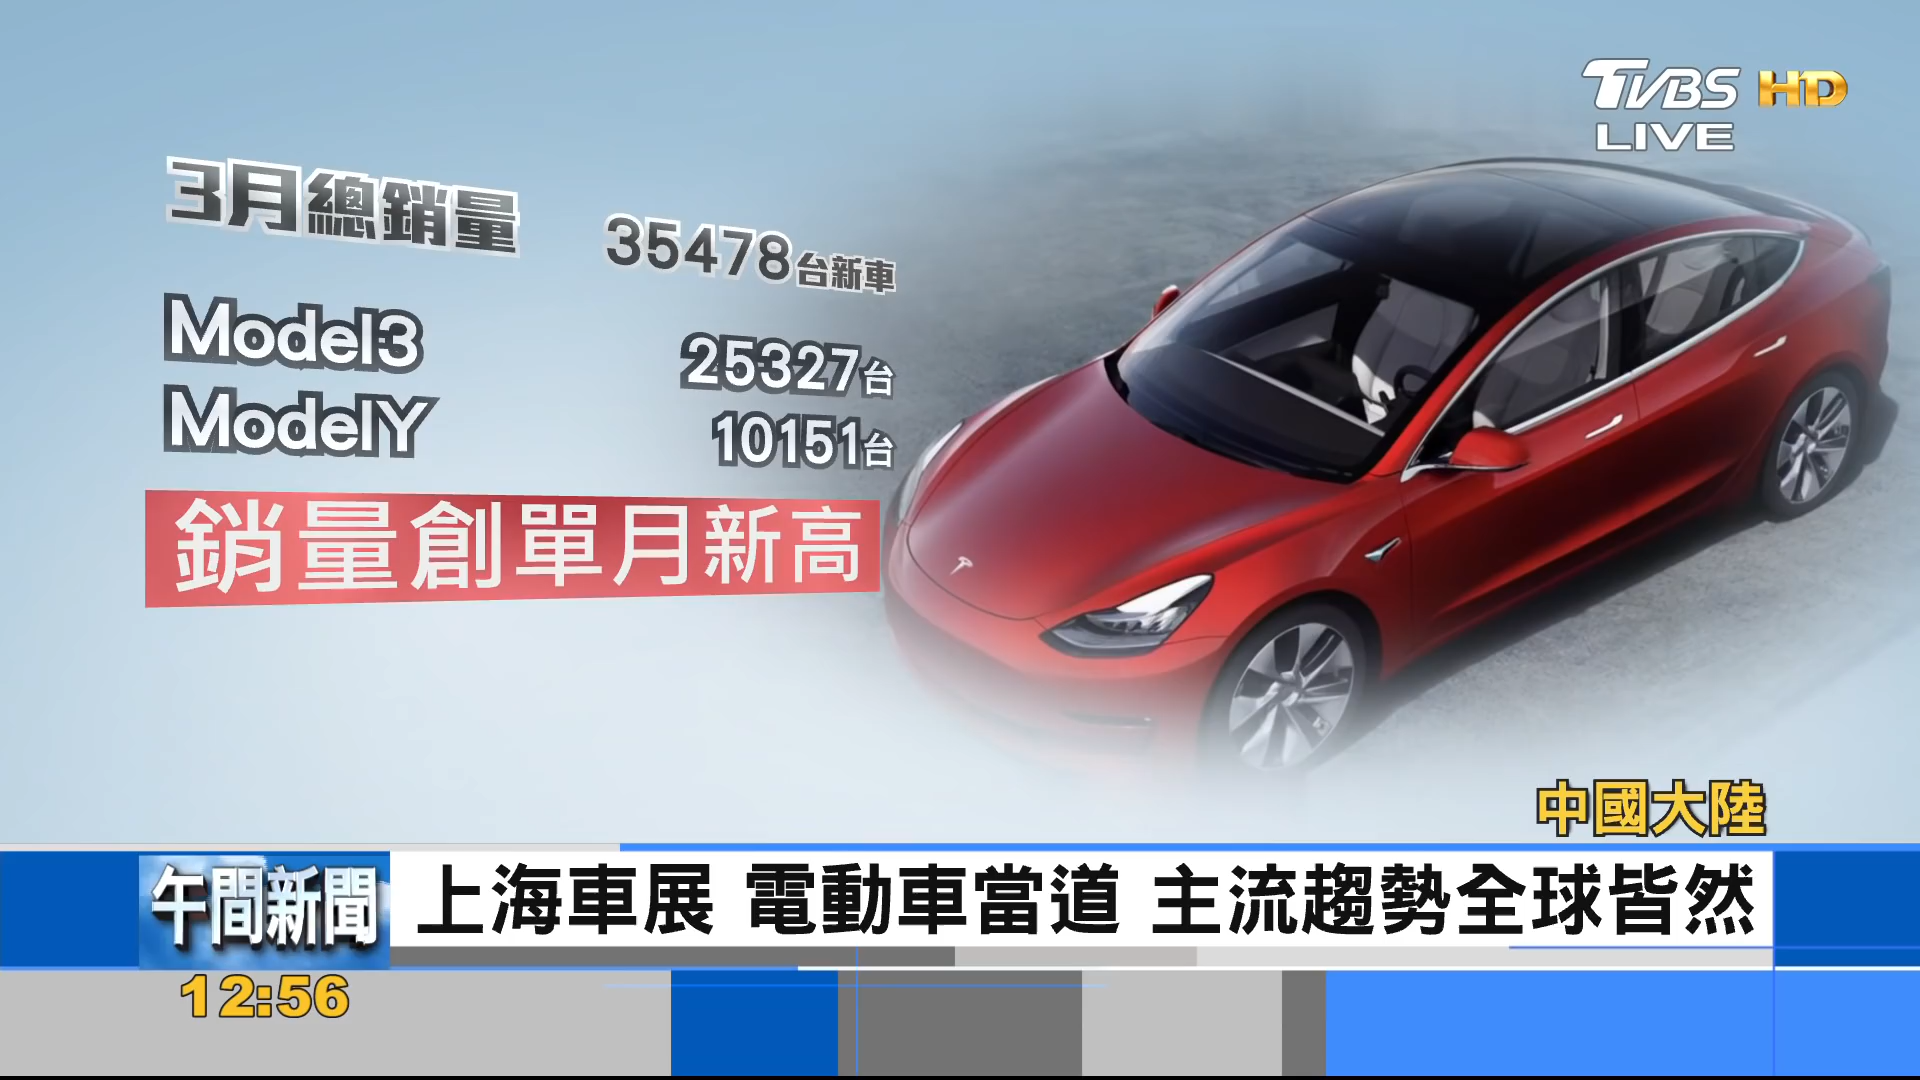 TVBS HD
LIVE
3月總銷量 35478台新車
Model3 25327台
ModelY 10151台
銷量創單月新高
中國大陸
午間新聞 上海車展 電動車當道 主流趨勢全球皆然
12:56